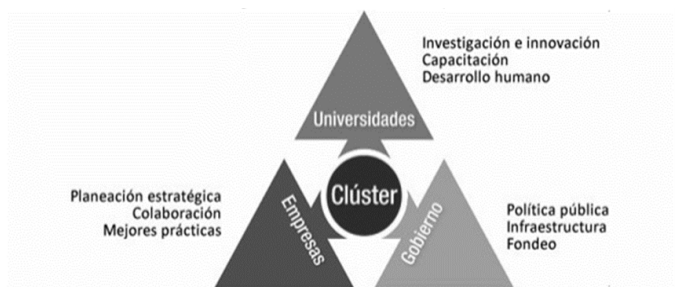 Investigación e innovación
Capacitación
Desarrollo humano
Universidades
Planeación estratégica
Colaboración
Mejores prácticas
Empresas
Clúster
Gobierno
Política pública
Infraestructura
Fondeo